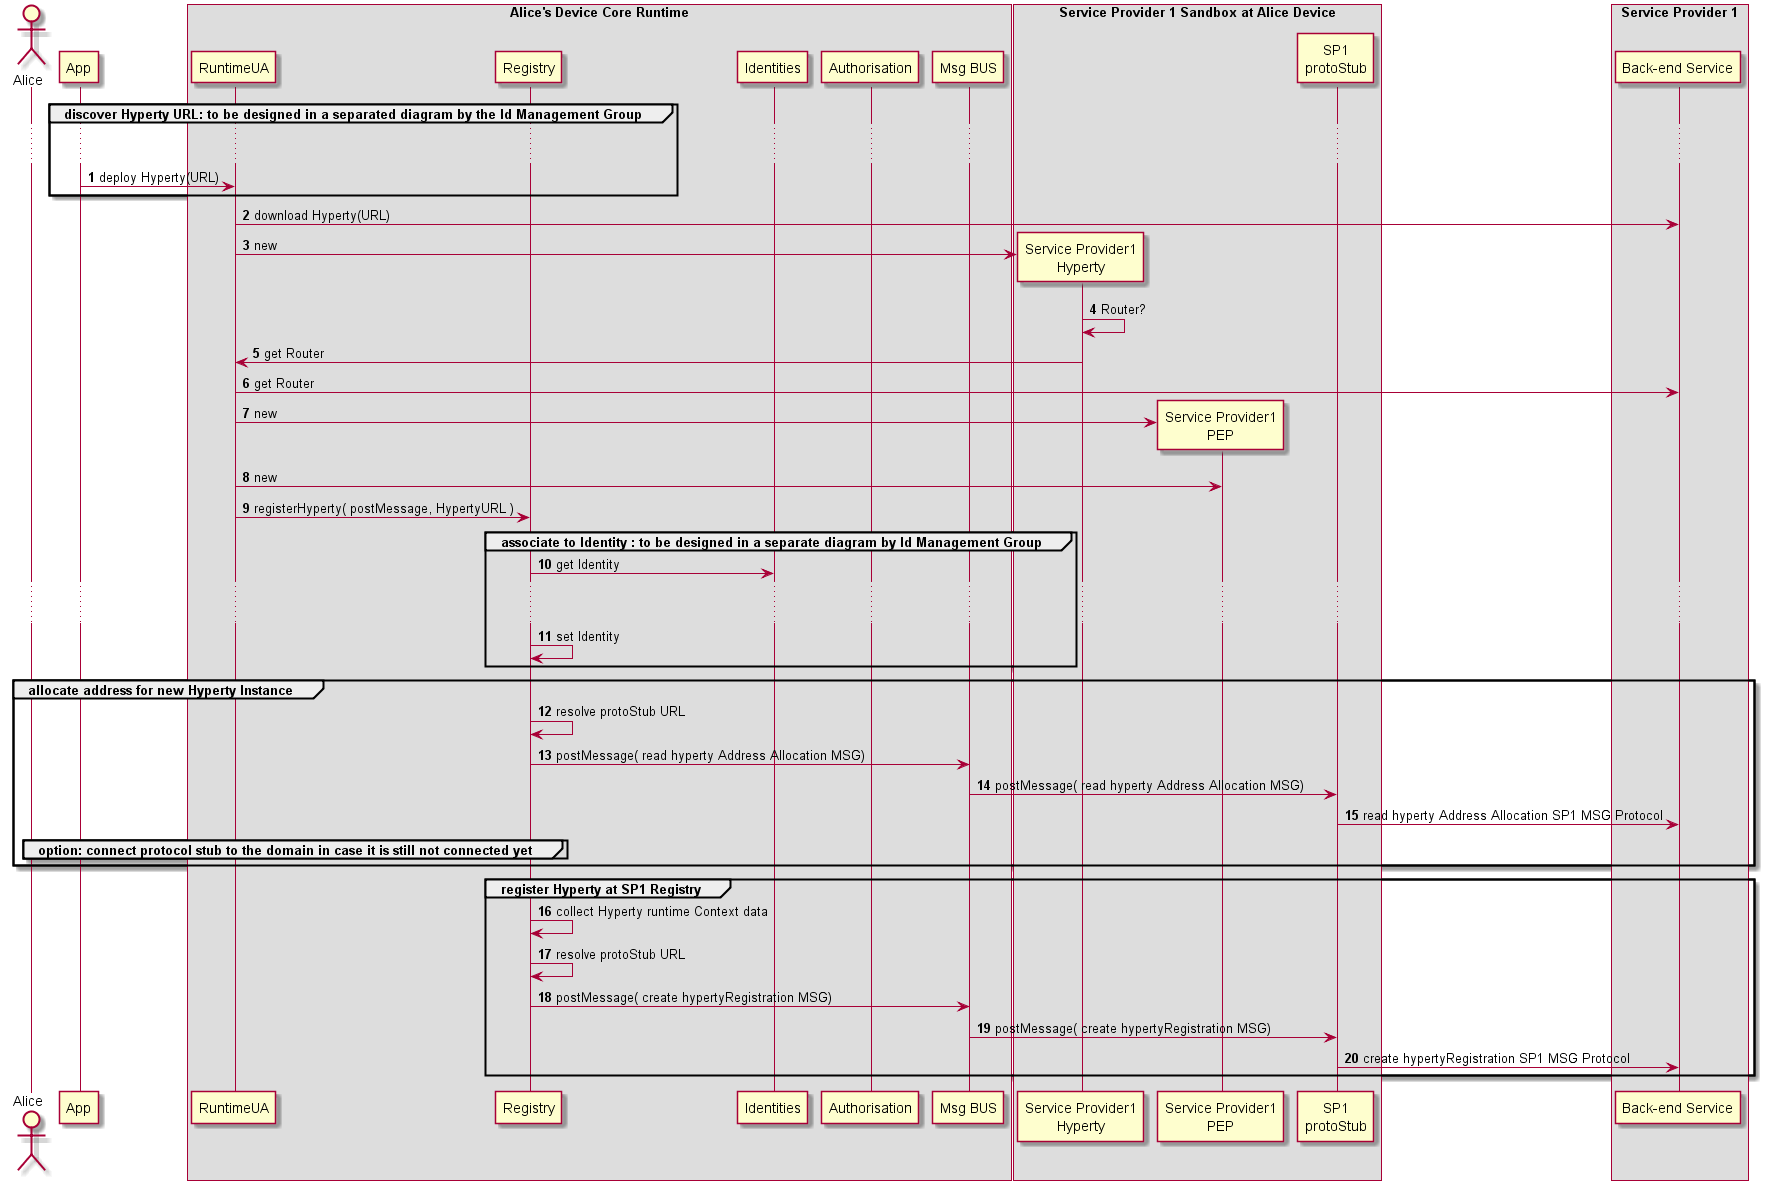 Alice's Device Core Runtime
Service Provider 1 Sandbox at Alice Device
Service Provider 1
Alice
App
RuntimeUA
Registry
Identities
Authorisation
Msg BUS
SP1
protoStub
Back-end Service
discover Hyperty URL: to be designed in a separated diagram by the Id Management Group
1 deploy Hyperty(URL)
2 download Hyperty(URL)
3 new
Service Provider1
Hyperty
4 Router?
5 get Router
6 get Router
7 new
Service Provider1
PEP
8 new
9 registerHyperty( postMessage, HypertyURL )
associate to Identity : to be designed in a separate diagram by Id Management Group
10 get Identity
11 set Identity
allocate address for new Hyperty Instance
12 resolve protoStub URL
13 postMessage( read hyperty Address Allocation MSG)
14 postMessage( read hyperty Address Allocation MSG)
15 read hyperty Address Allocation SP1 MSG Protocol
option: connect protocol stub to the domain in case it is still not connected yet
register Hyperty at SP1 Registry
16 collect Hyperty runtime Context data
17 resolve protoStub URL
18 postMessage( create hypertyRegistration MSG)
19 postMessage( create hypertyRegistration MSG)
20 create hypertyRegistration SP1 MSG Protocol
Alice
App
RuntimeUA
Registry
Identities
Authorisation
Msg BUS
Service Provider1
Hyperty
Service Provider1
PEP
SP1
protoStub
Back-end Service